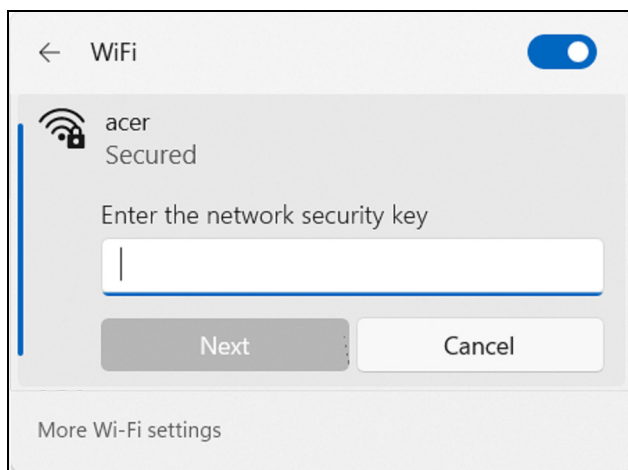 WiFi
acer
Secured
Enter the network security key
Next
Cancel
More Wi-Fi settings